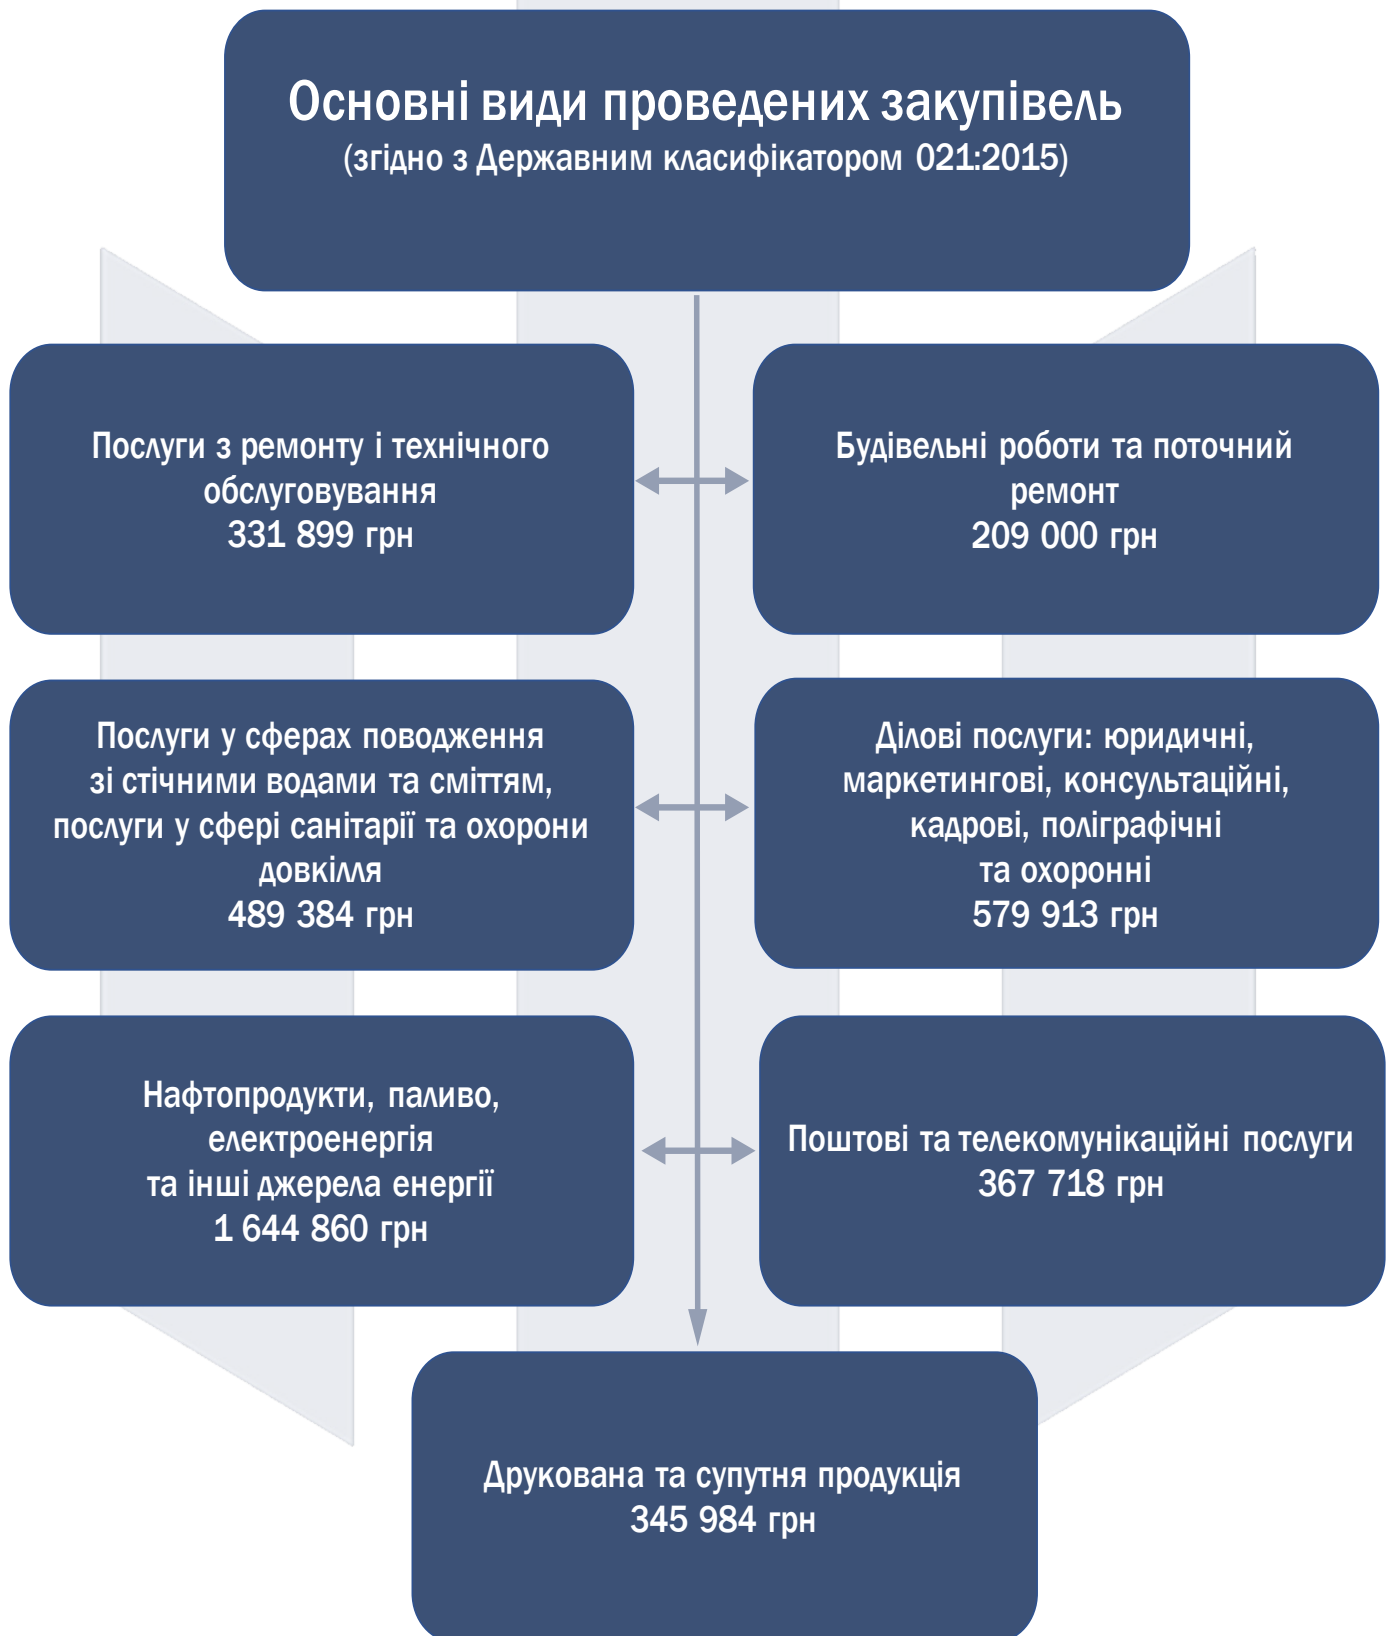 Основні види проведених закупівель
(згідно з Державним класифікатором 021:2015)
Послуги з ремонту і технічного
обслуговування
331 899 грн
Будівельні роботи та поточний
ремонт
209 000 грн
Послуги у сферах поводження
зі стічними водами та сміттям,
послуги у сфері санітарії та охорони
довкілля
489 384 грн
Ділові послуги: юридичні,
маркетингові, консультаційні,
кадрові, поліграфічні
та охоронні
579 913 грн
Нафтопродукти, паливо,
електроенергія
та інші джерела енергії
1 644 860 грн
Поштові та телекомунікаційні послуги
367 718 грн
Друкована та супутня продукція
345 984 грн